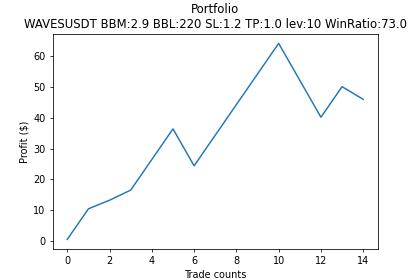 Portfolio
WAVESUSDT BBM:2.9 BBL:220 SL:1.2 TP:1.0 lev:10 WinRatio:73.0
Profit ($)
60
50
40
30
20
10
0
0 2 4 6 8 10 12 14
Trade counts